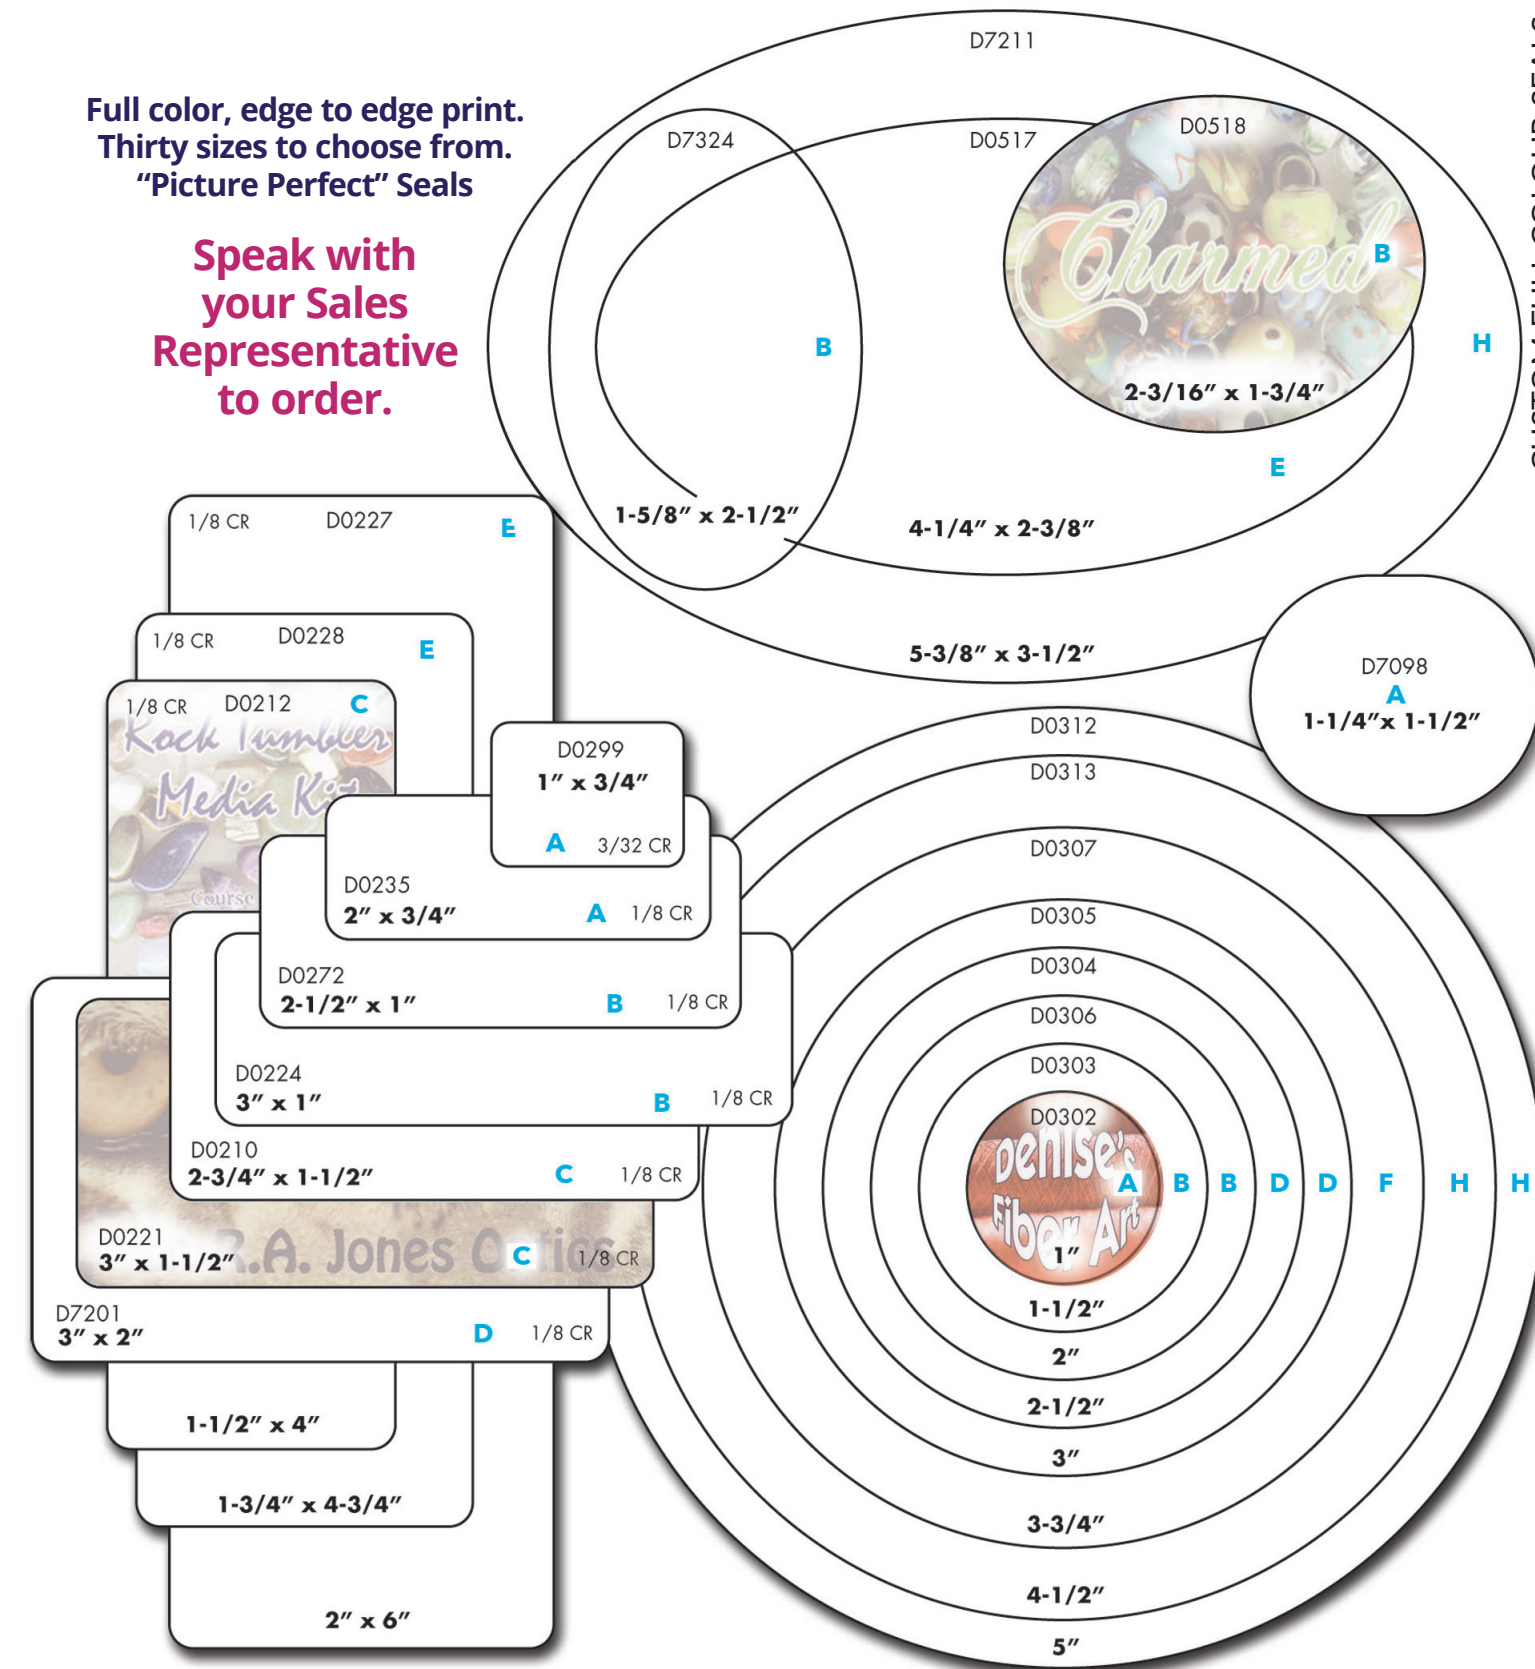 Full color, edge to edge print.
Thirty sizes to choose from.
“Picture Perfect” Seals
Speak with
your Sales
Representative
to order.
D7211
D7324
D0517
D0518
Charmed
B
B
H
2-3/16” x 1-3/4”
E
1-5/8” x 2-1/2”
4-1/4” x 2-3/8”
5-3/8” x 3-1/2”
D7098
A
1-1/4”x 1-1/2”
1/8 CR D0227 E
1/8 CR D0228 E
1/8 CR D0212 C
Rock Tumbler
Media Kit
Course
D0299
1” x 3/4”
A 3/32 CR
D0235
2” x 3/4” A 1/8 CR
D0272
2-1/2” x 1” B 1/8 CR
D0224
3” x 1” B 1/8 CR
D0210
2-3/4” x 1-1/2” C 1/8 CR
D0221
3” x 1-1/2” R.A. Jones C 1/8 CR
D7201
3” x 2” D 1/8 CR
1-1/2” x 4”
1-3/4” x 4-3/4”
2” x 6”
D0312
D0313
D0307
D0305
D0304
D0306
D0303
D0302
Denise's
Fiber Art
A B B D D F H H
1”
1-1/2”
2”
2-1/2”
3”
3-3/4”
4-1/2”
5”